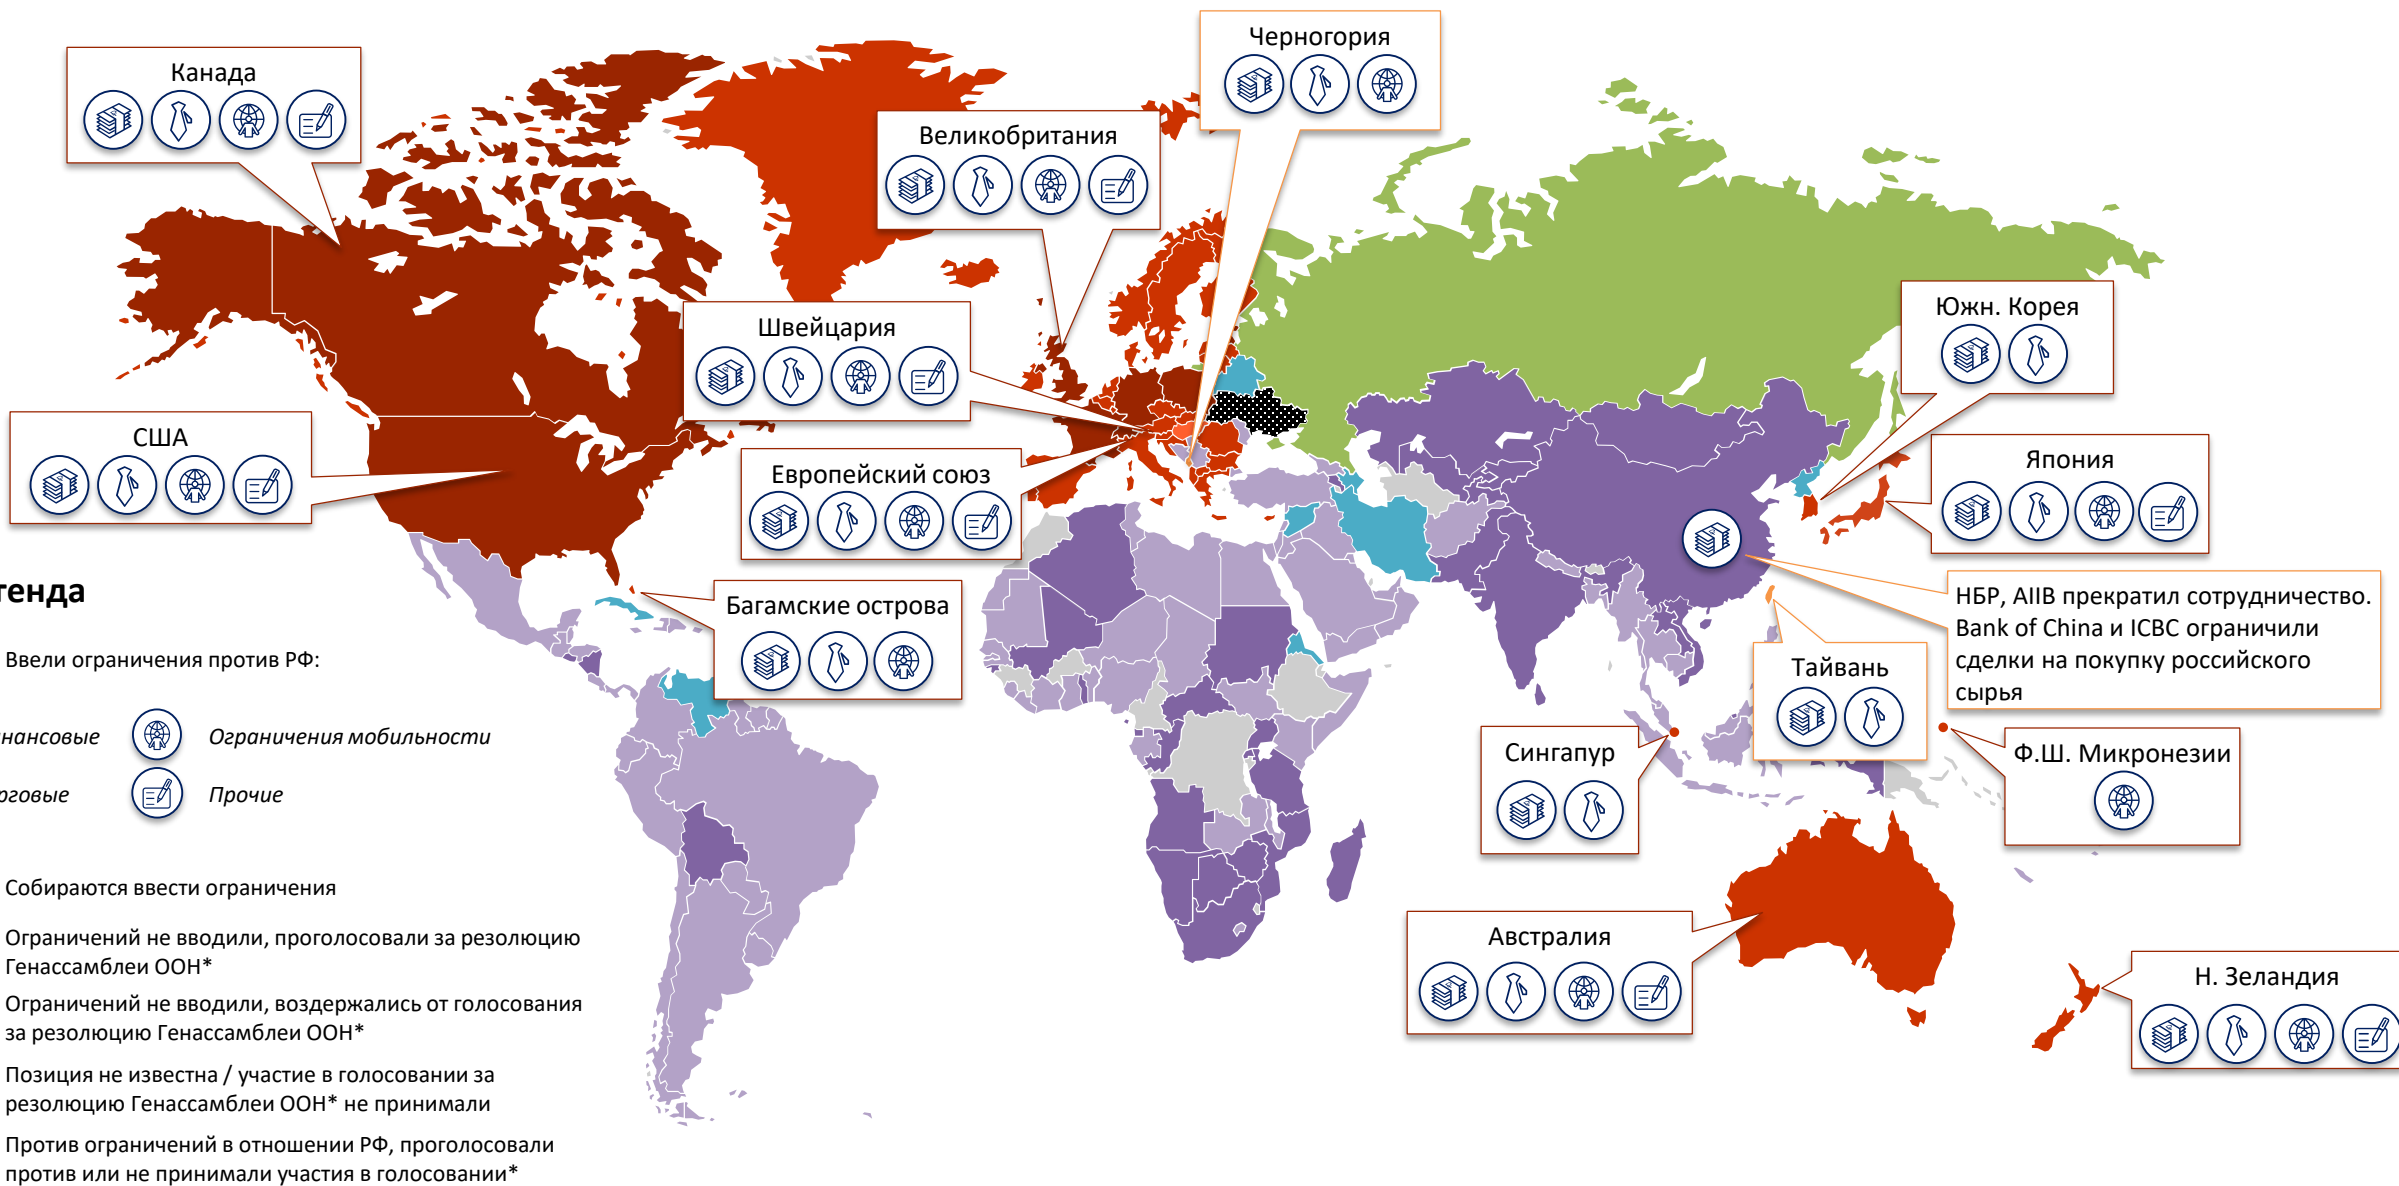 Черногория
Канада
Великобритания
Южн. Корея
Швейцария
США
Япония
Европейский союз
генда
Багамские острова
НБР, AIIB прекратил сотрудничество.
Bank of China и ICBC ограничили
сделки на покупку российского
сырья
Ввели ограничения против РФ:
Тайвань
нансовые
Ограничения мобильности
Сингапур
Ф.Ш. Микронезии
рговые
Прочие
Собираются ввести ограничения
Ограничений не вводили, проголосовали за резолюцию
Генассамблеи ООН*
Австралия
Н. Зеландия
Ограничений не вводили, воздержались от голосования
за резолюцию Генассамблеи ООН*
Позиция не известна / участие в голосовании за
резолюцию Генассамблеи ООН* не принимали
Против ограничений в отношении РФ, проголосовали
против или не принимали участия в голосовании*